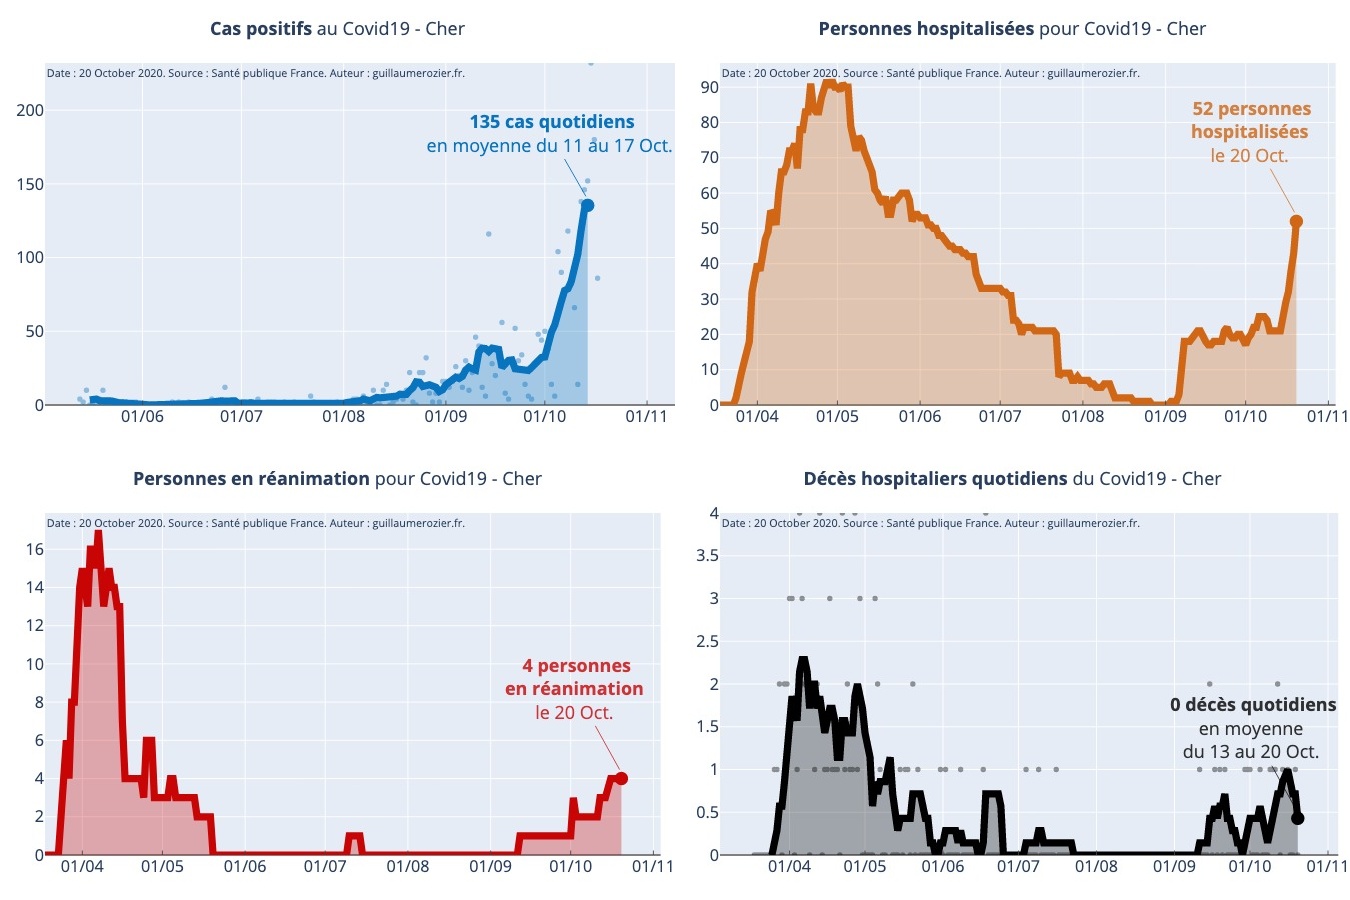 Cas positifs au Covid19 - Cher
Date : 20 October 2020. Source : Santé publique France. Auteur : guillaumerozier.fr.
200
150
100
50
0
135 cas quotidiens
en moyenne du 11 au 17 Oct.
01/06 01/07 01/08 01/09 01/10 01/11
Personnes hospitalisées pour Covid19 - Cher
Date : 20 October 2020. Source : Santé publique France. Auteur : guillaumerozier.fr.
90
80
70
60
50
40
30
20
10
0
52 personnes
hospitalisées
le 20 Oct.
01/04 01/05 01/06 01/07 01/08 01/09 01/10 01/11
Personnes en réanimation pour Covid19 - Cher
Date : 20 October 2020. Source : Santé publique France. Auteur : guillaumerozier.fr.
16
14
12
10
8
6
4
2
0
4 personnes
en réanimation
le 20 Oct.
01/04 01/05 01/06 01/07 01/08 01/09 01/10 01/11
Décès hospitaliers quotidiens du Covid19 - Cher
Date : 20 October 2020. Source : Santé publique France. Auteur : guillaumerozier.fr.
4
3.5
3
2.5
2
1.5
1
0.5
0
0 décès quotidiens
en moyenne
du 13 au 20 Oct.
01/04 01/05 01/06 01/07 01/08 01/09 01/10 01/11